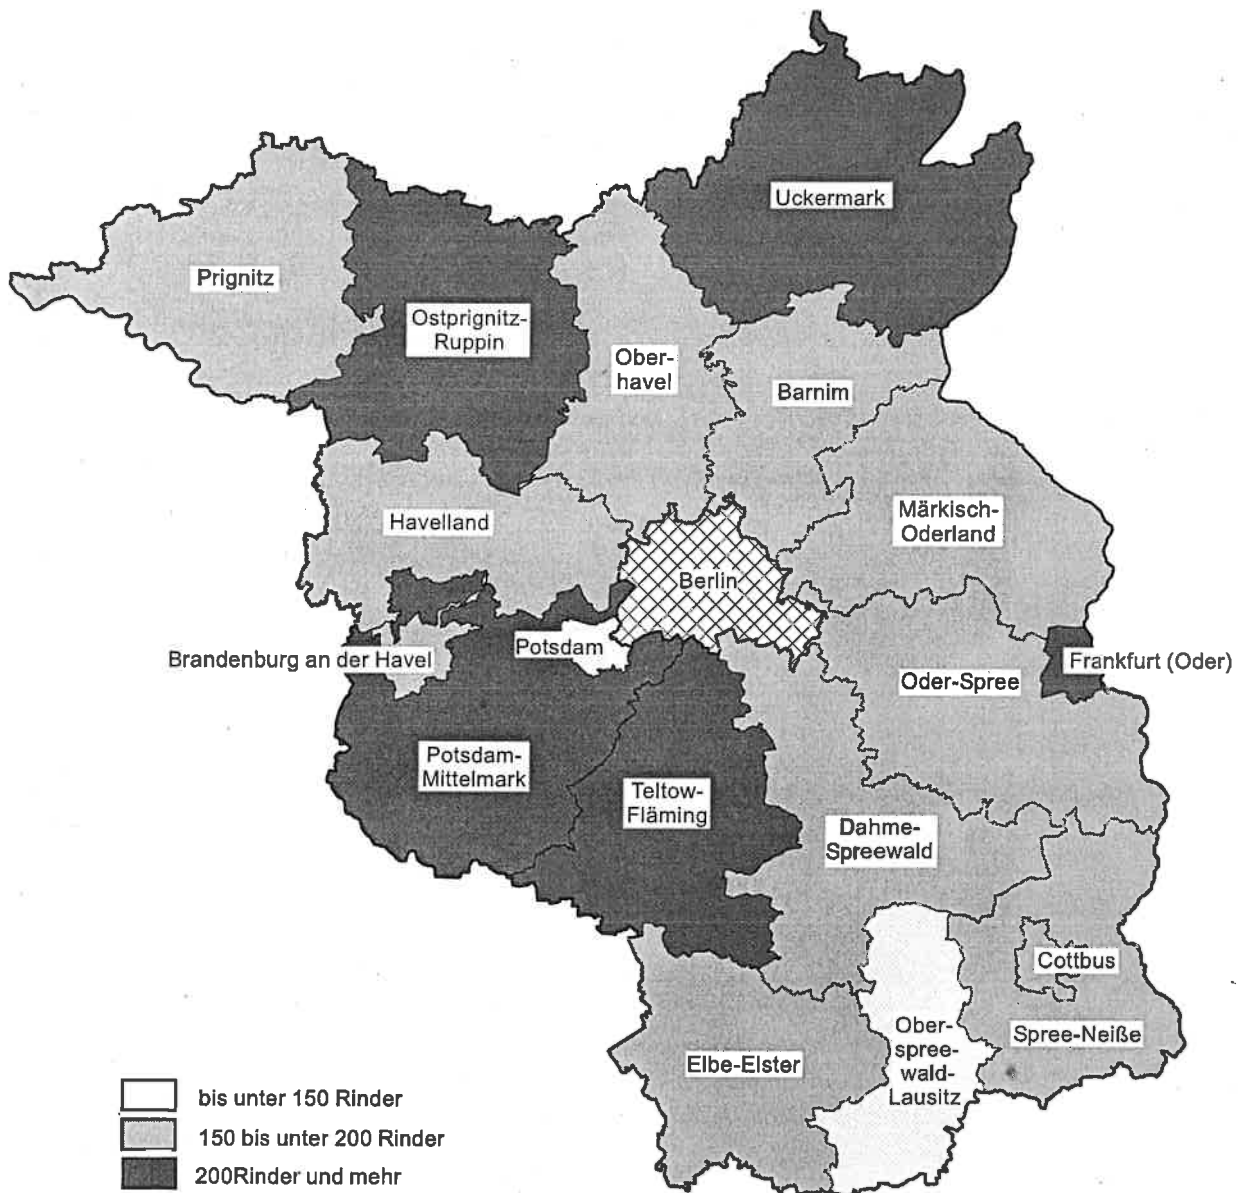 Uckermark
Prignitz
Ostprignitz-
Ruppin
Ober-
havel
Barnim
Havelland
Märkisch-
Oderland
Berlin
Potsdam
Brandenburg an der Havel
Frankfurt (Oder)
Oder-Spree
Potsdam-
Mittelmark
Teltow-
Fläming
Dahme-
Spreewald
Cottbus
Spree-Neiße
Ober-
spree-
wald-
Lausitz
Elbe-Elster
bis unter 150 Rinder
150 bis unter 200 Rinder
200Rinder und mehr